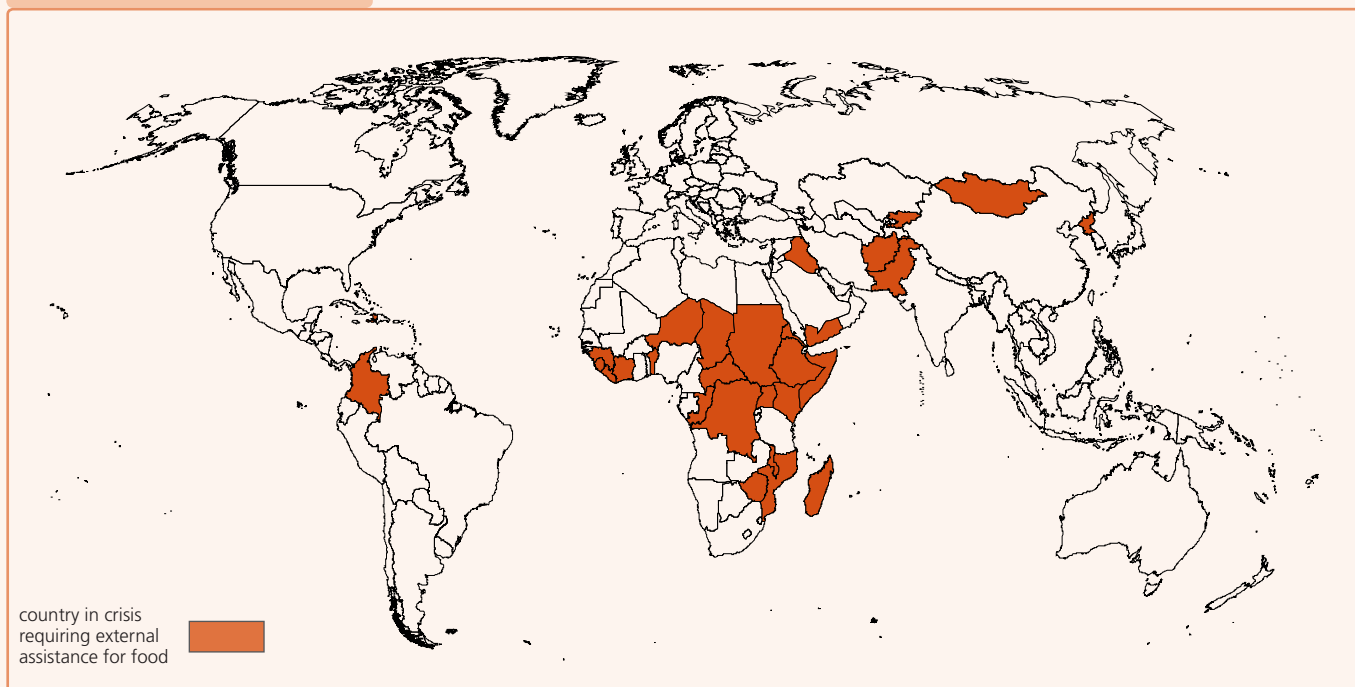 country in crisis
requiring external
assistance for food